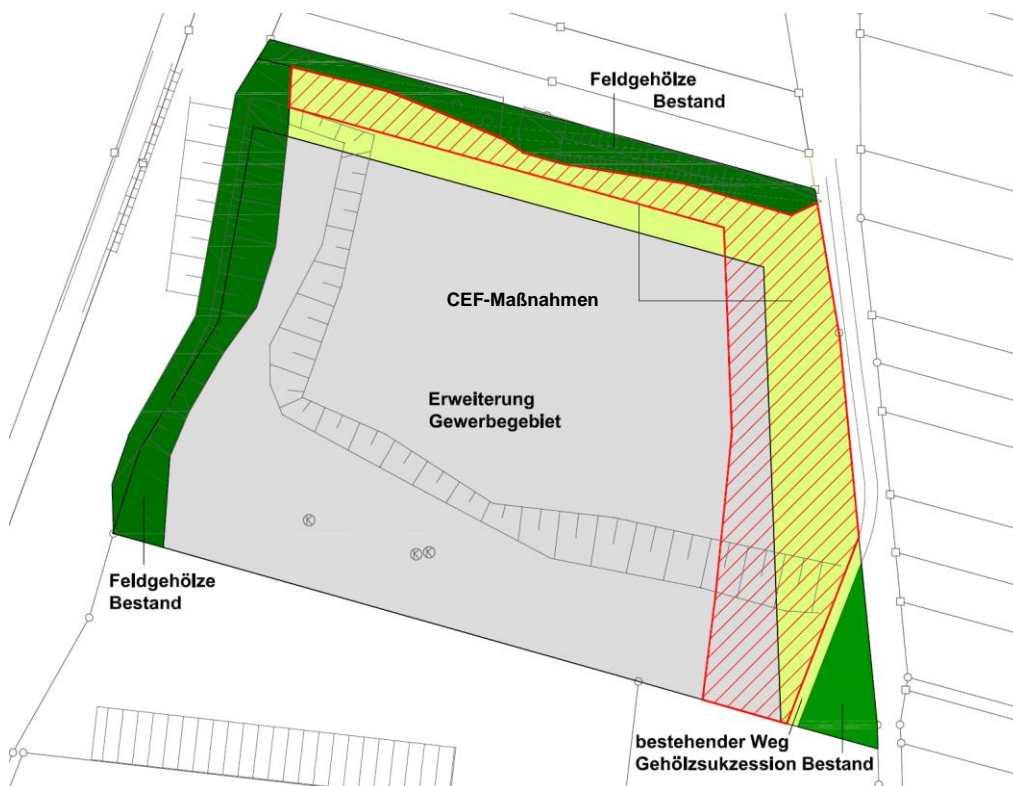 Feldgehölze
Bestand
CEF-Maßnahmen
Erweiterung
Gewerbegebiet
K
K K
Feldgehölze
Bestand
bestehender Weg
Gehölzsukzession Bestand